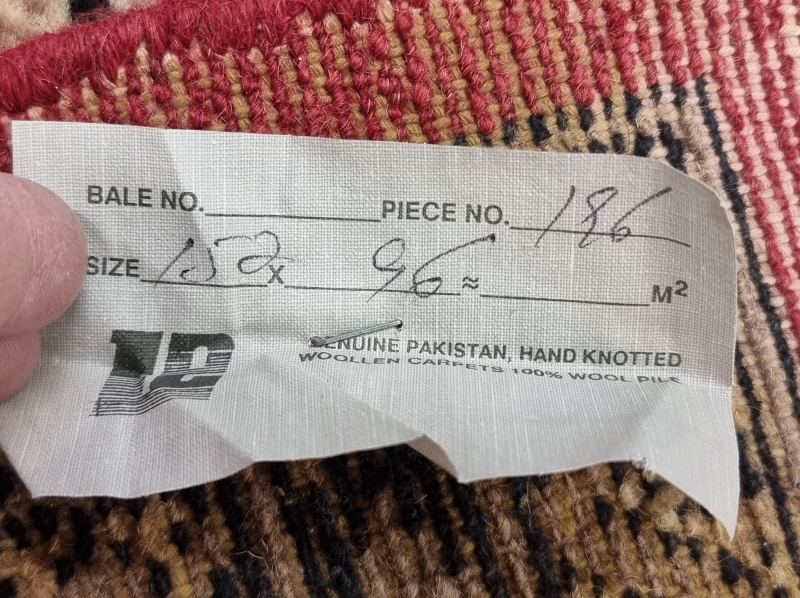 BALE NO. PIECE NO. 186
SIZE 152 x 96 ≈ M²
GENUINE PAKISTAN, HAND KNOTTED
WOOLLEN CARPETS 100% WOOL PILE